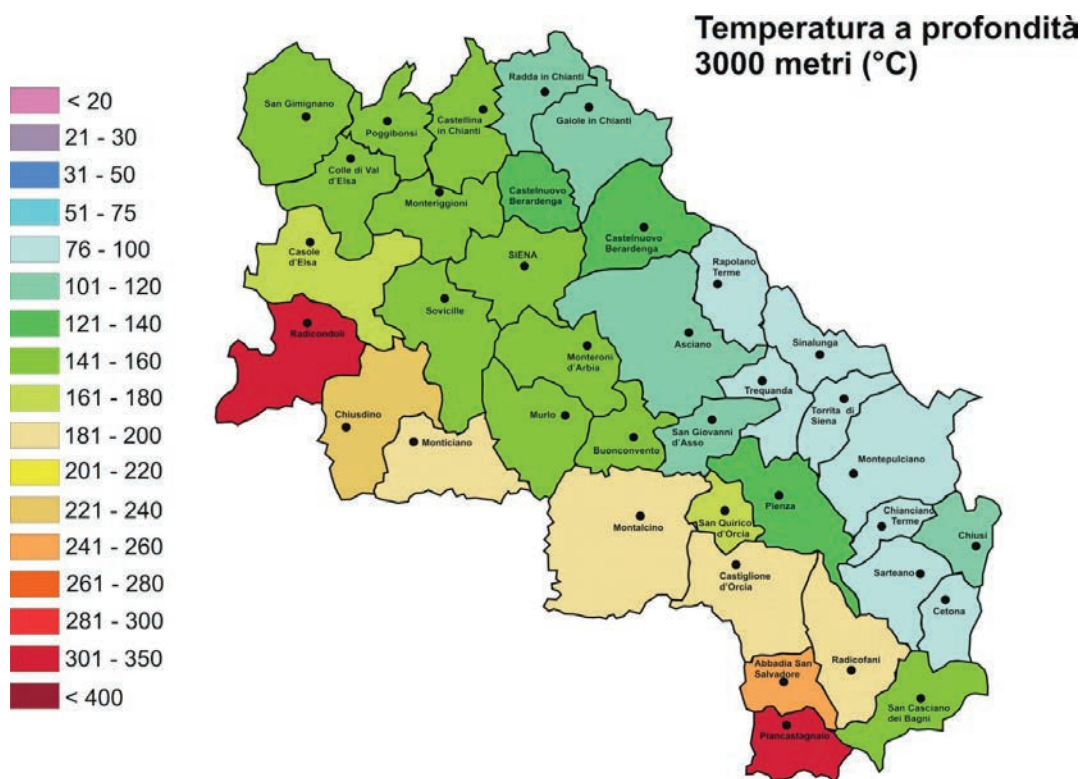 Temperatura a profondità
3000 metri (°C)
< 20
21 - 30
31 - 50
51 - 75
76 - 100
101 - 120
121 - 140
141 - 160
161 - 180
181 - 200
201 - 220
221 - 240
241 - 260
261 - 280
281 - 300
301 - 350
< 400
San Gimignano
Poggibonsi
Castellina
in Chianti
Radda in Chianti
Gaiole in Chianti
Colle di Val
d'Elsa
Monteriggioni
Castelnuovo
Berardenga
Castelnuovo
Berardenga
Casole
d'Elsa
SIENA
Rapolano
Terme
Sovicille
Radicondoli
Asciano
Sinalunga
Monteroni
d'Arbia
Trequanda
Torrita di
Siena
Chiusdino
Monticiano
Murlo
Buonconvento
San Giovanni
d'Asso
Montepulciano
Montalcino
San Quirico
d'Orcia
Pienza
Chianciano
Terme
Chiusi
Castiglione
d'Orcia
Sarteano
Cetona
Abbadia San
Salvadore
Radicofani
San Casciano
dei Bagni
Piancastagnaio